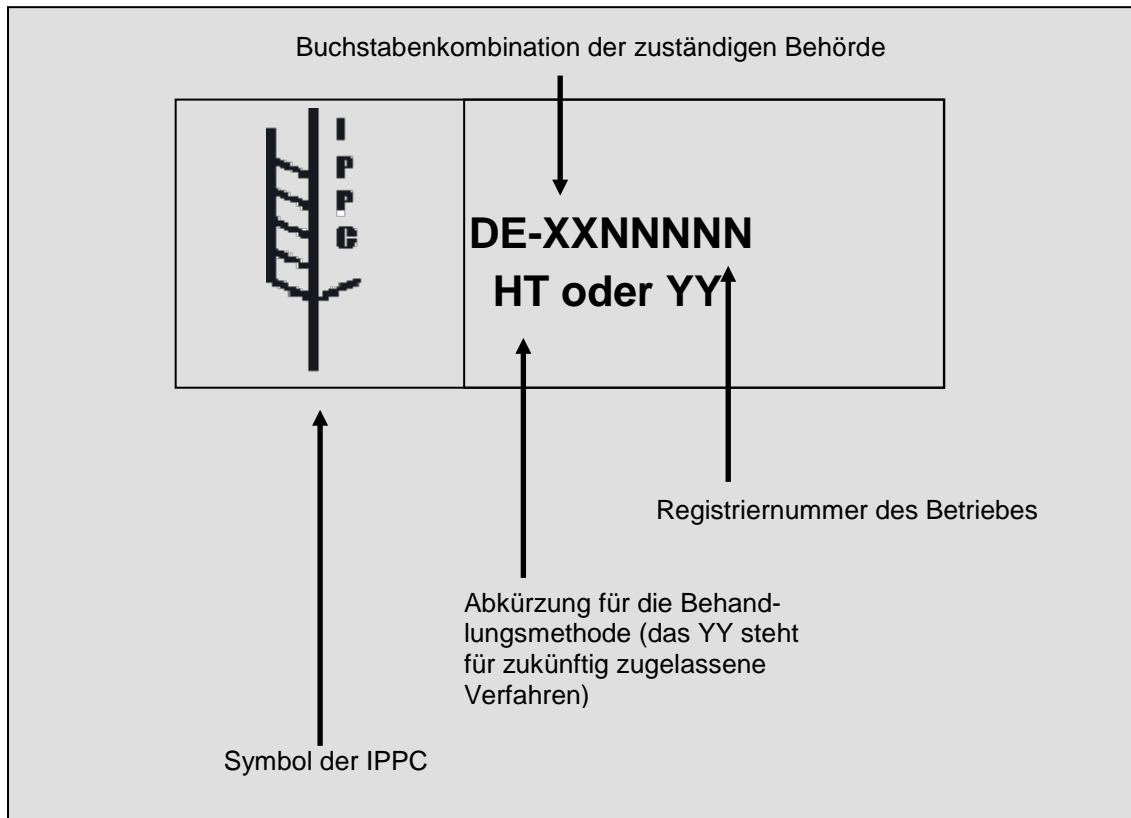 Buchstabenkombination der zuständigen Behörde
I
P
P
C
DE-XXNNNNN
HT oder YY
Registriernummer des Betriebes
Abkürzung für die Behand-
lungsmethode (das YY steht
für zukünftig zugelassene
Verfahren)
Symbol der IPPC